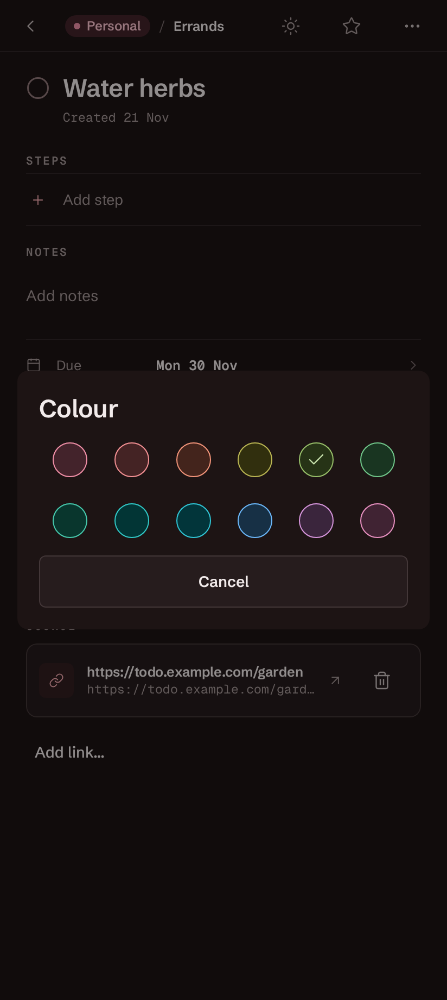 Personal / Errands
Water herbs
Created 21 Nov
STEPS
Add step
NOTES
Add notes
Due Mon 30 Nov
Colour
Cancel
https://todo.example.com/garden
https://todo.example.com/gard…
Add link…